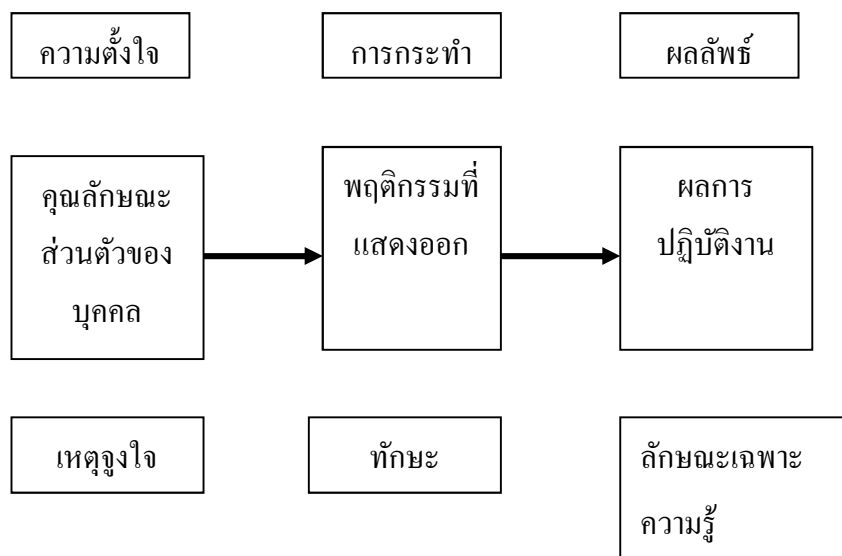 ความตั้งใจ
การกระทำ
ผลลัพธ์
คุณลักษณะ
ส่วนตัวของ
บุคคล
พฤติกรรมที่
แสดงออก
ผลการ
ปฏิบัติงาน
เหตุจูงใจ
ทักษะ
ลักษณะเฉพาะ
ความรู้